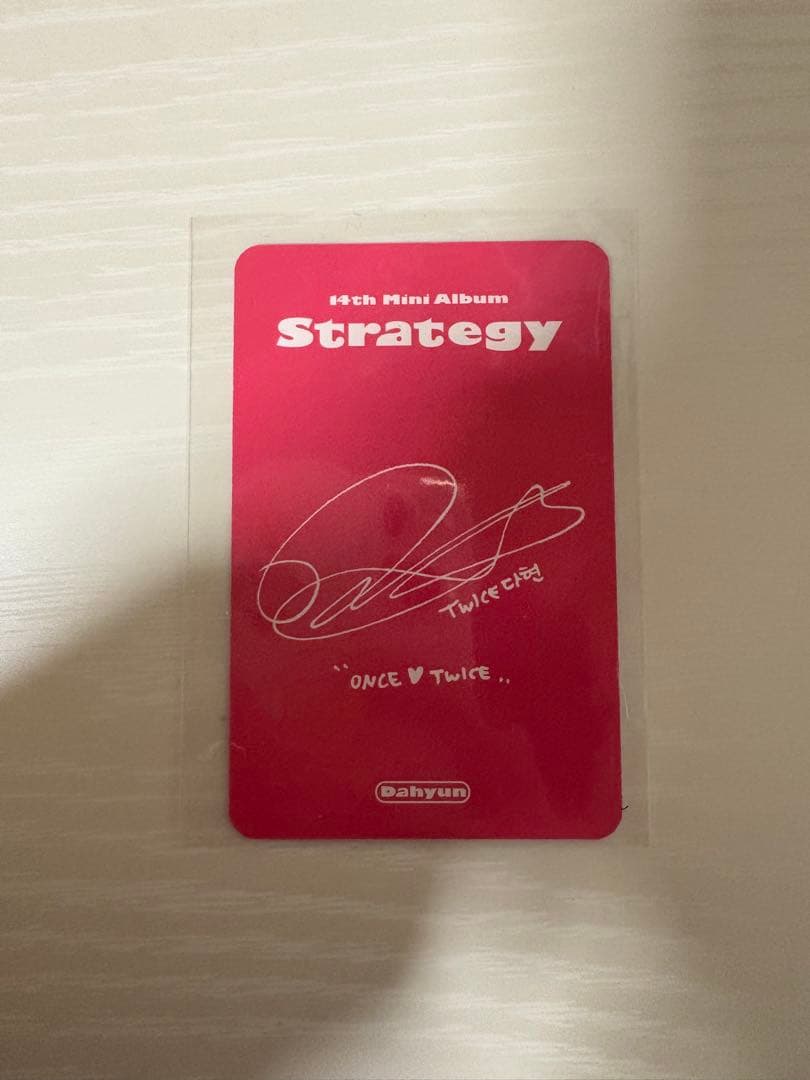 14th Mini Album
Strategy
TWICE다현
"ONCE ♥ TWICE..
Dahyun